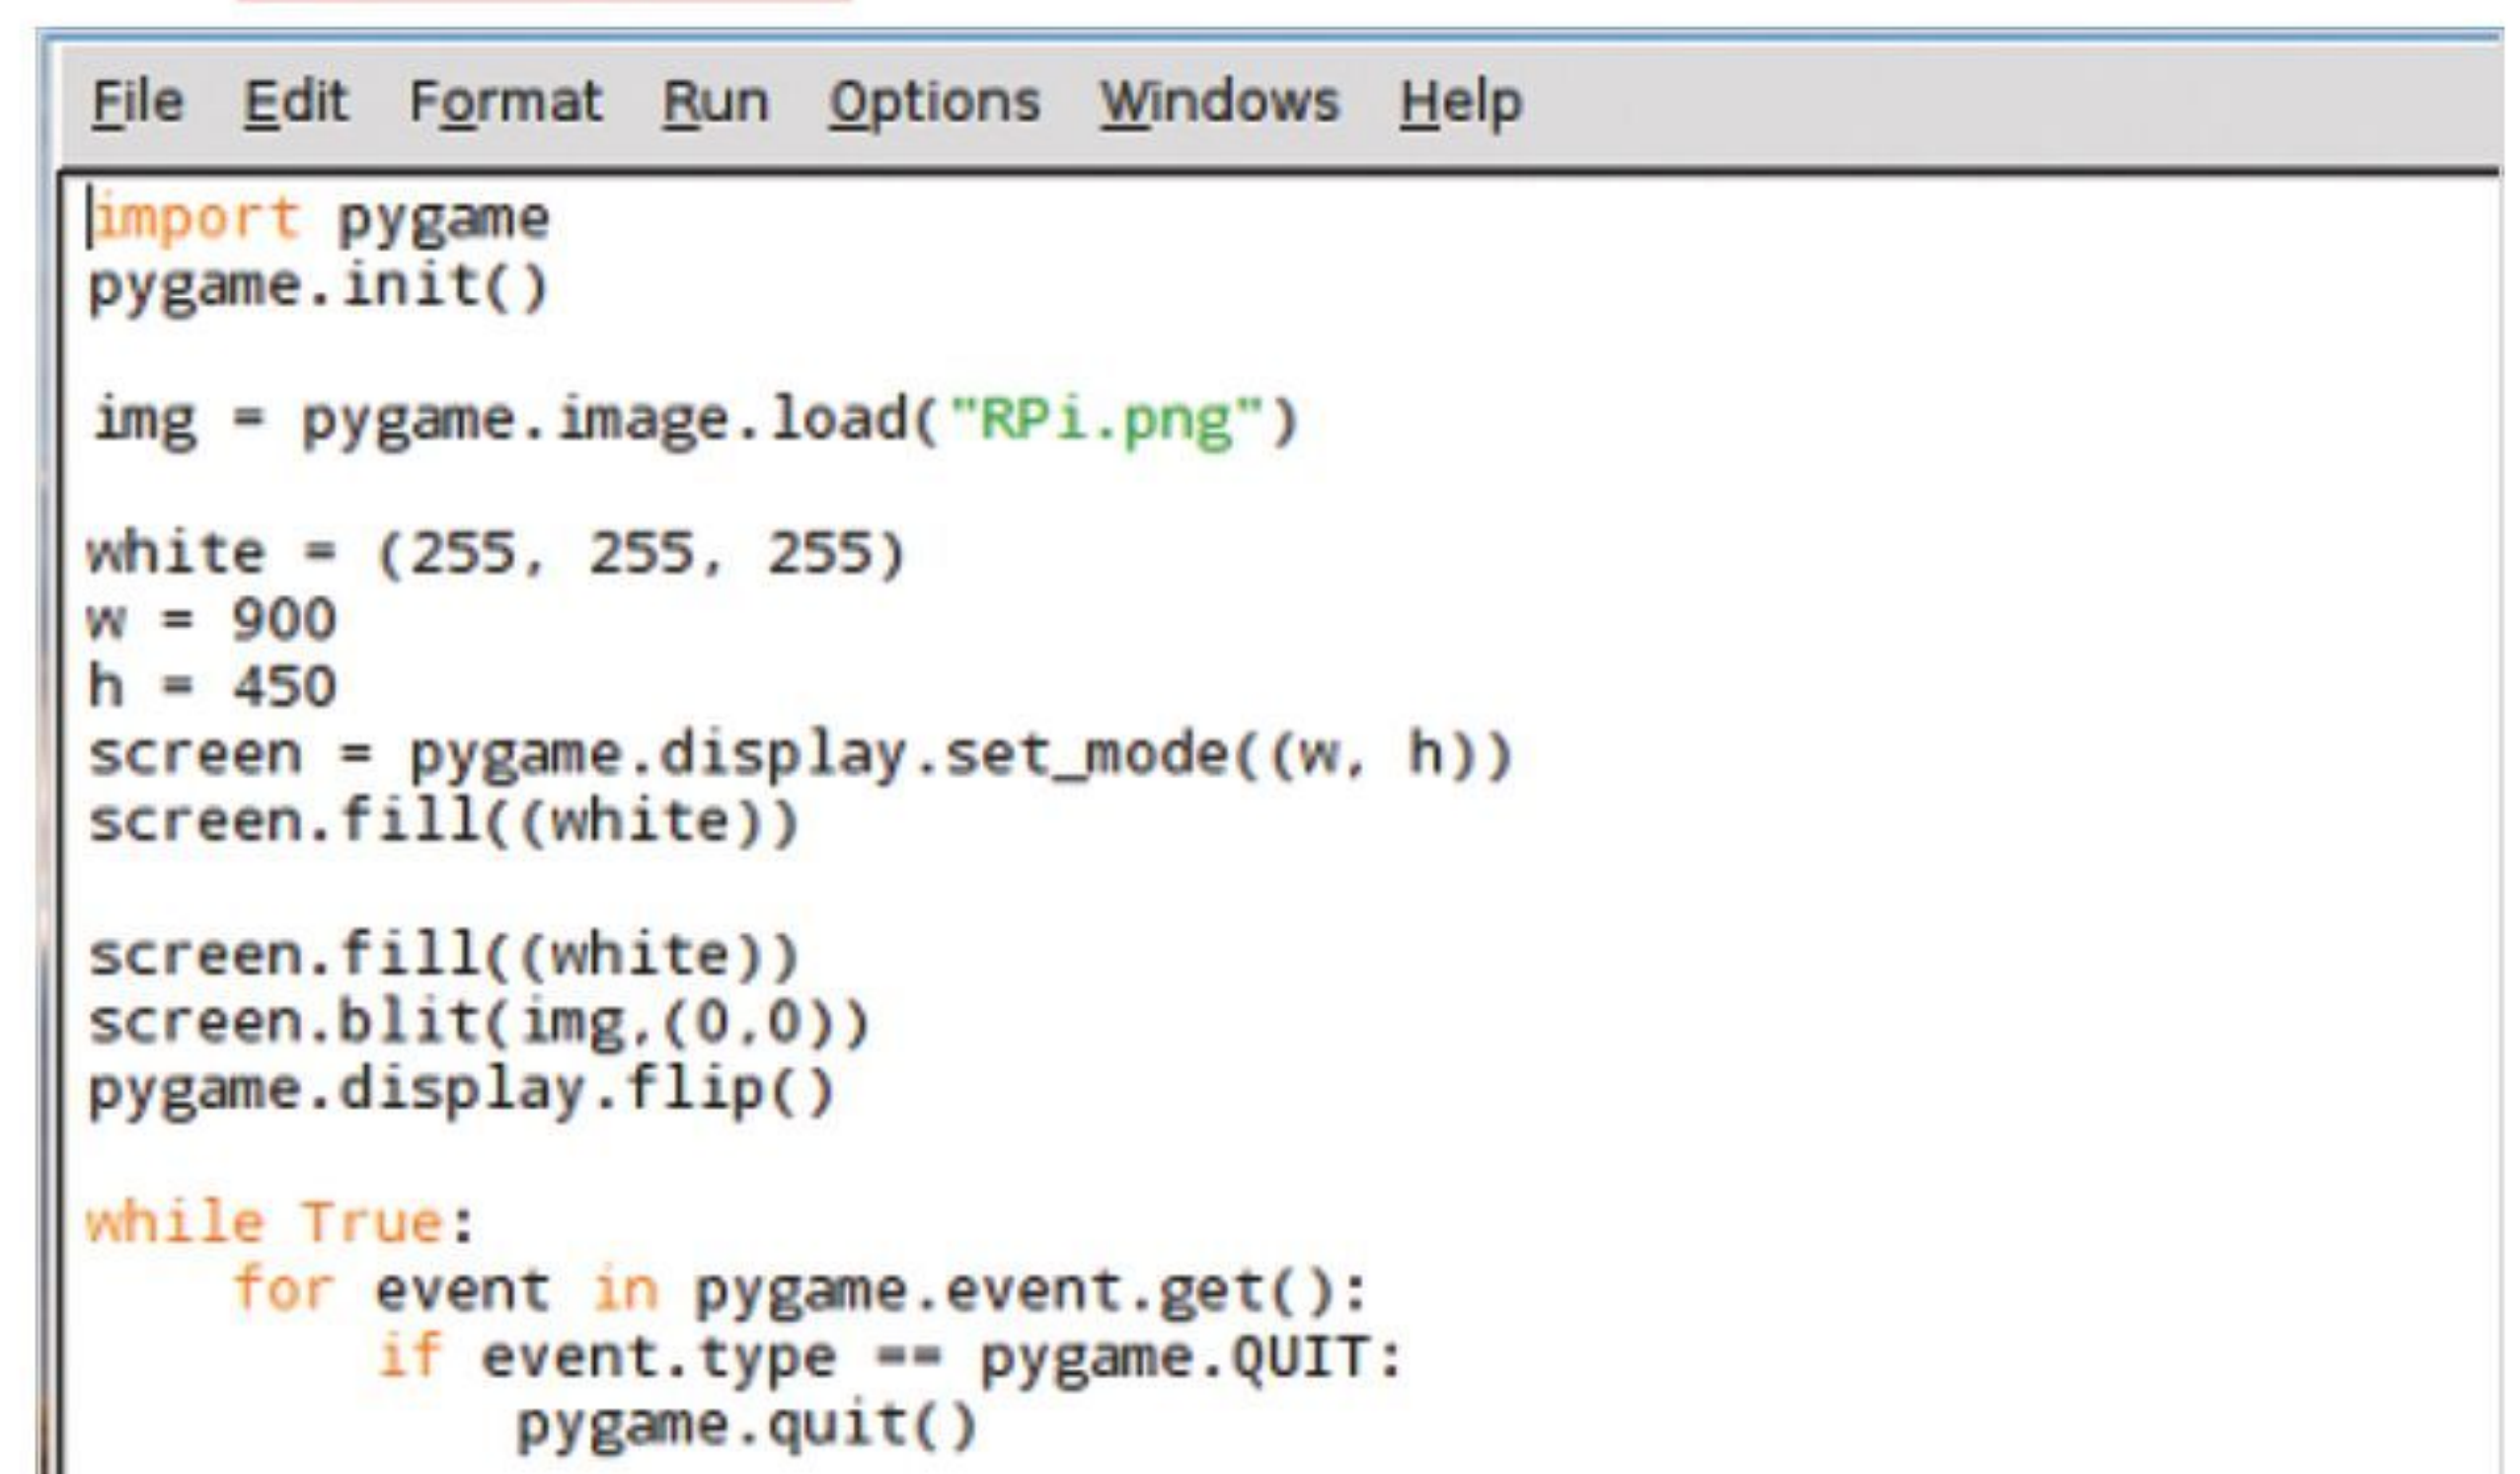 File Edit Format Run Options Windows Help
import pygame
pygame.init()
img = pygame.image.load("RPi.png")
white = (255, 255, 255)
w = 900
h = 450
screen = pygame.display.set_mode((w, h))
screen.fill((white))
screen.fill((white))
screen.blit(img,(0,0))
pygame.display.flip()
while True:
    for event in pygame.event.get():
        if event.type == pygame.QUIT:
            pygame.quit()